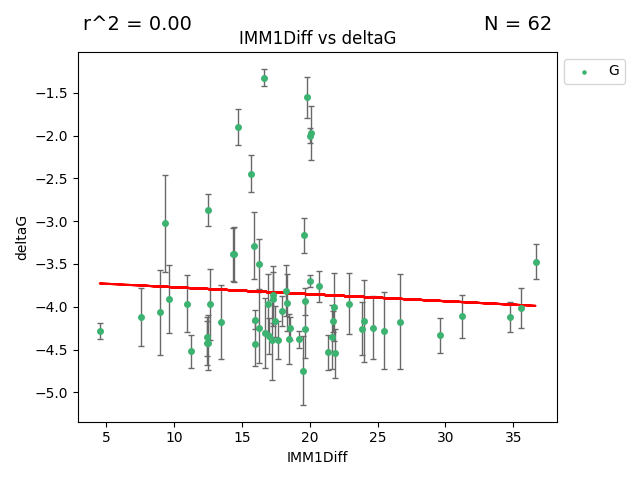 r^2 = 0.00
N = 62
IMM1Diff vs deltaG
G
−1.5
−2.0
−2.5
−3.0
−3.5
−4.0
−4.5
−5.0
deltaG
5 10 15 20 25 30 35
IMM1Diff